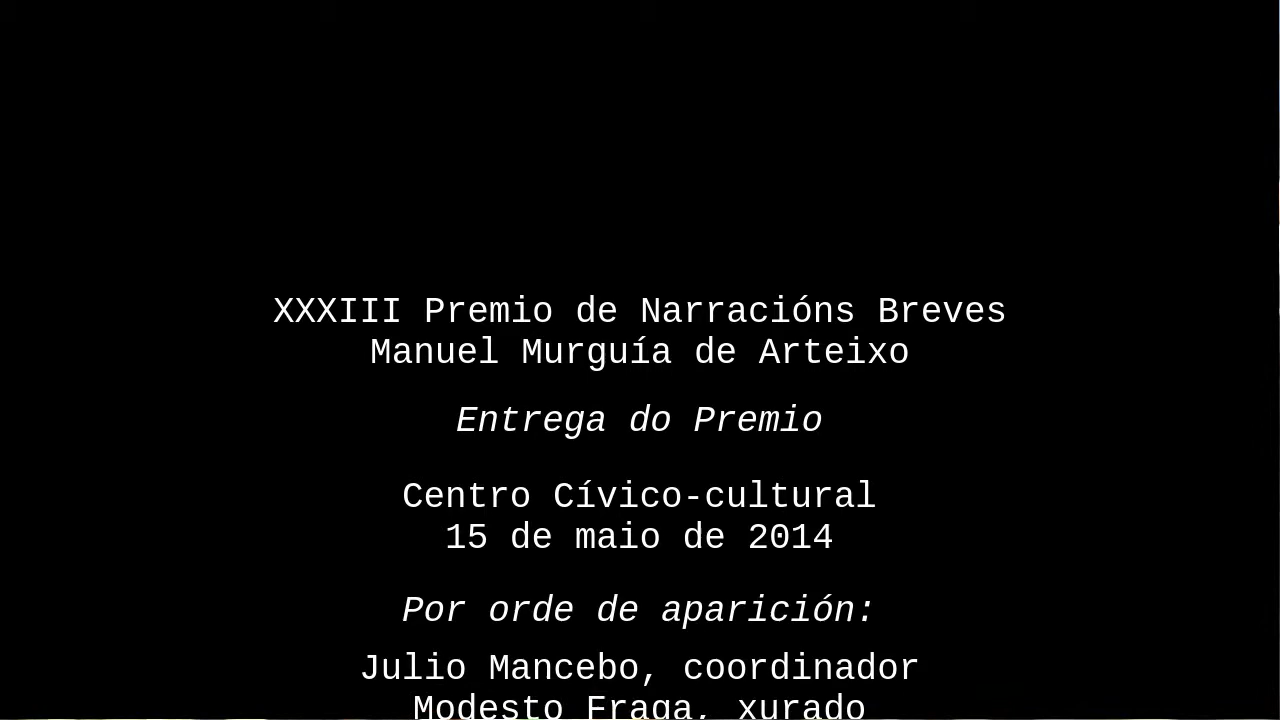 XXXIII Premio de Narracións Breves
Manuel Murguía de Arteixo
Entrega do Premio
Centro Cívico-cultural
15 de maio de 2014
Por orde de aparición:
Julio Mancebo, coordinador
Modesto Fraga, xurado